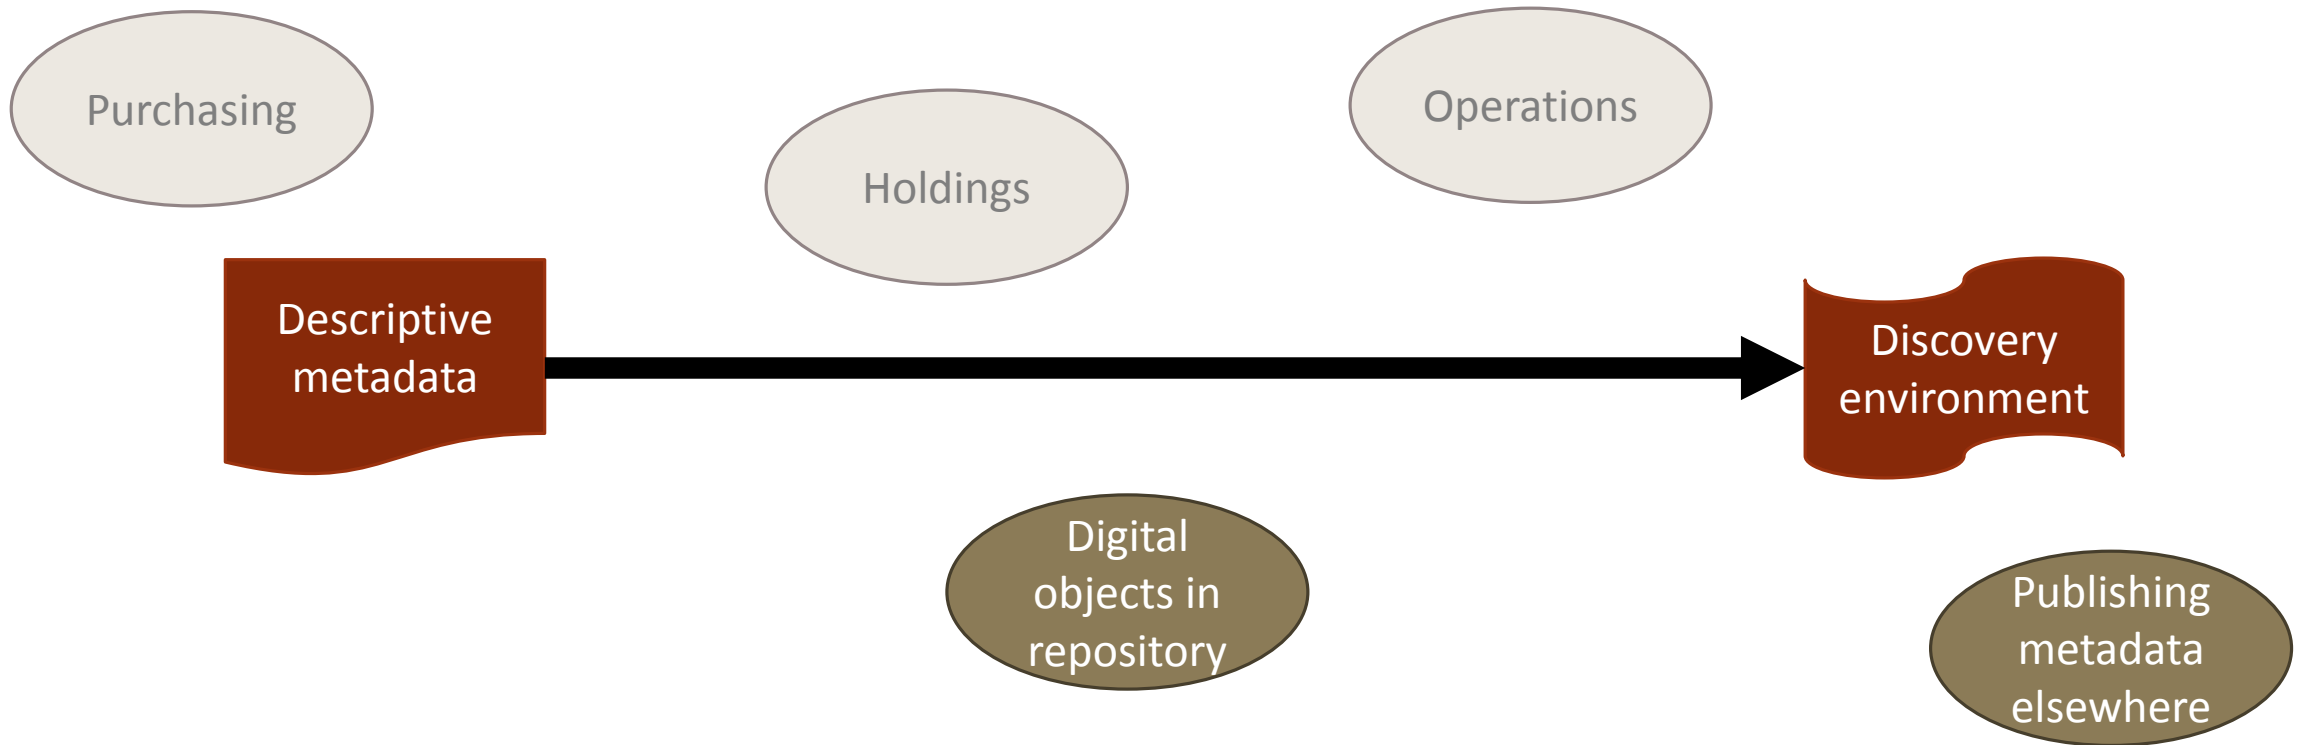 Purchasing
Operations
Holdings
Descriptive
metadata
Discovery
environment
Digital
objects in
repository
Publishing
metadata
elsewhere